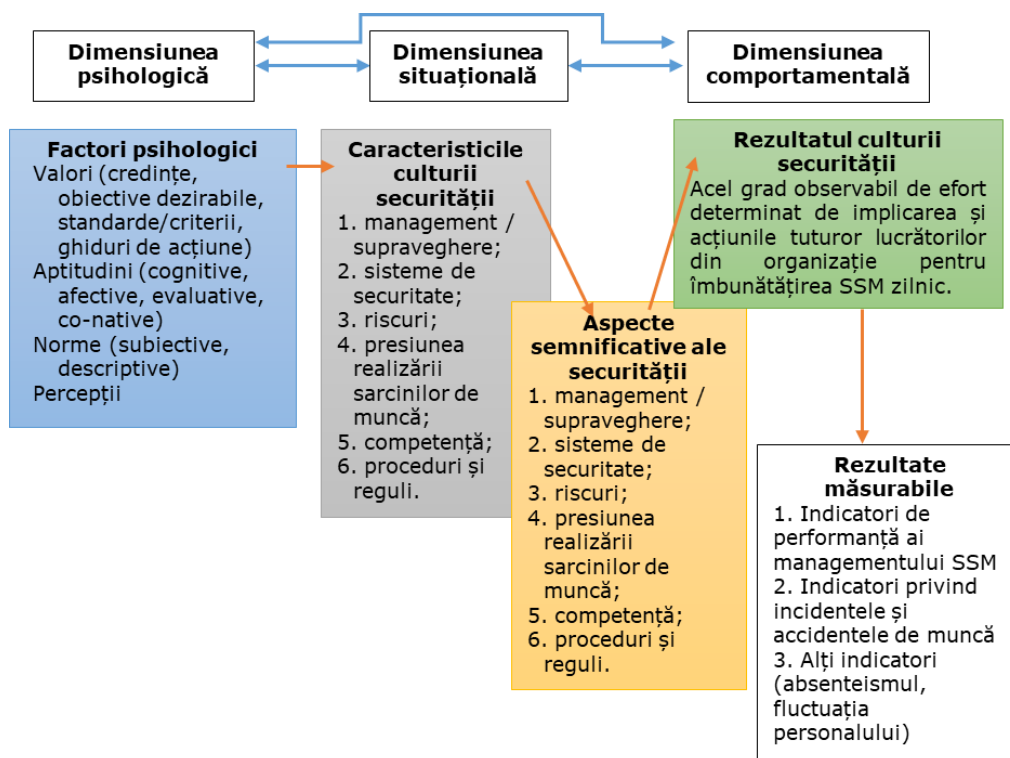 Dimensiunea
psihologică
Dimensiunea
situațională
Dimensiunea
comportamentală
Factori psihologici
Valori (credințe,
obiective dezirabile,
standarde/criterii,
ghiduri de acțiune)
Aptitudini (cognitive,
afective, evaluative,
co-native)
Norme (subiective,
descriptive)
Percepții
Caracteristicile
culturii
securității
1. management /
supraveghere;
2. sisteme de
securitate;
3. riscuri;
4. presiunea
realizării
sarcinilor de
muncă;
5. competență;
6. proceduri și
reguli.
Aspecte
semnificative ale
securității
1. management /
supraveghere;
2. sisteme de
securitate;
3. riscuri;
4. presiunea
realizării
sarcinilor de
muncă;
5. competență;
6. proceduri și
reguli.
Rezultatul culturii
securității
Acel grad observabil de efort
determinat de implicarea și
acțiunile tuturor lucrătorilor
din organizație pentru
îmbunătățirea SSM zilnic.
Rezultate
măsurabile
1. Indicatori de
performanță ai
managementului SSM
2. Indicatori privind
incidentele și
accidentele de muncă
3. Alți indicatori
(absenteismul,
fluctuația
personalului)